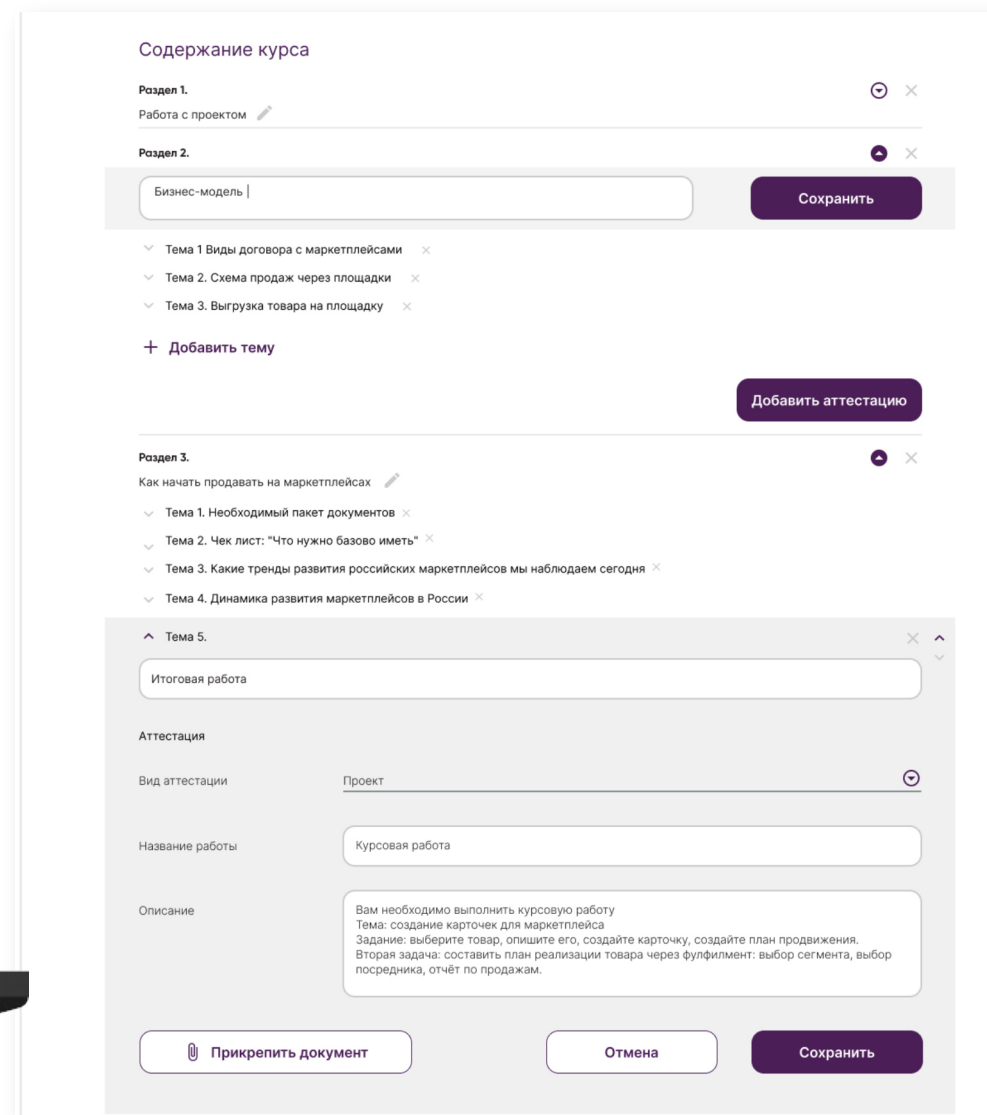 Содержание курса
Раздел 1.
Работа с проектом
Раздел 2.
Бизнес-модель
Сохранить
Тема 1 Виды договора с маркетплейсами
Тема 2. Схема продаж через площадки
Тема 3. Выгрузка товара на площадку
+ Добавить тему
Добавить аттестацию
Раздел 3.
Как начать продавать на маркетплейсах
Тема 1. Необходимый пакет документов
Тема 2. Чек лист: "Что нужно базово иметь"
Тема 3. Какие тренды развития российских маркетплейсов мы наблюдаем сегодня
Тема 4. Динамика развития маркетплейсов в России
Тема 5.
Итоговая работа
Аттестация
Вид аттестации Проект
Название работы Курсовая работа
Описание Вам необходимо выполнить курсовую работу
Тема: создание карточек для маркетплейса
Задание: выберите товар, опишите его, создайте карточку, создайте план продвижения.
Вторая задача: составить план реализации товара через фулфилмент: выбор сегмента, выбор
посредника, отчёт по продажам.
Прикрепить документ Отмена Сохранить